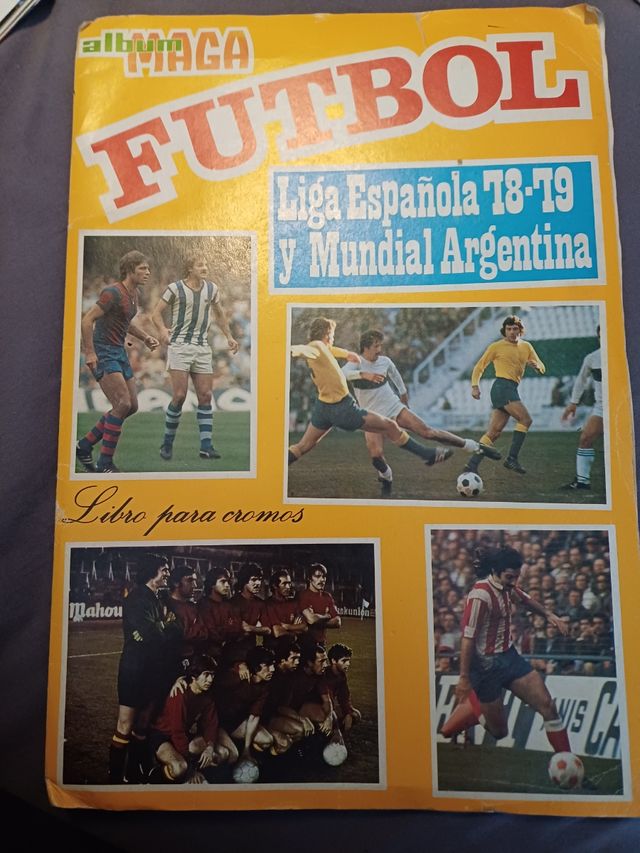 album MAGA
FUTBOL
Liga Española 78-79
y Mundial Argentina
Libro para cromos
Mahou